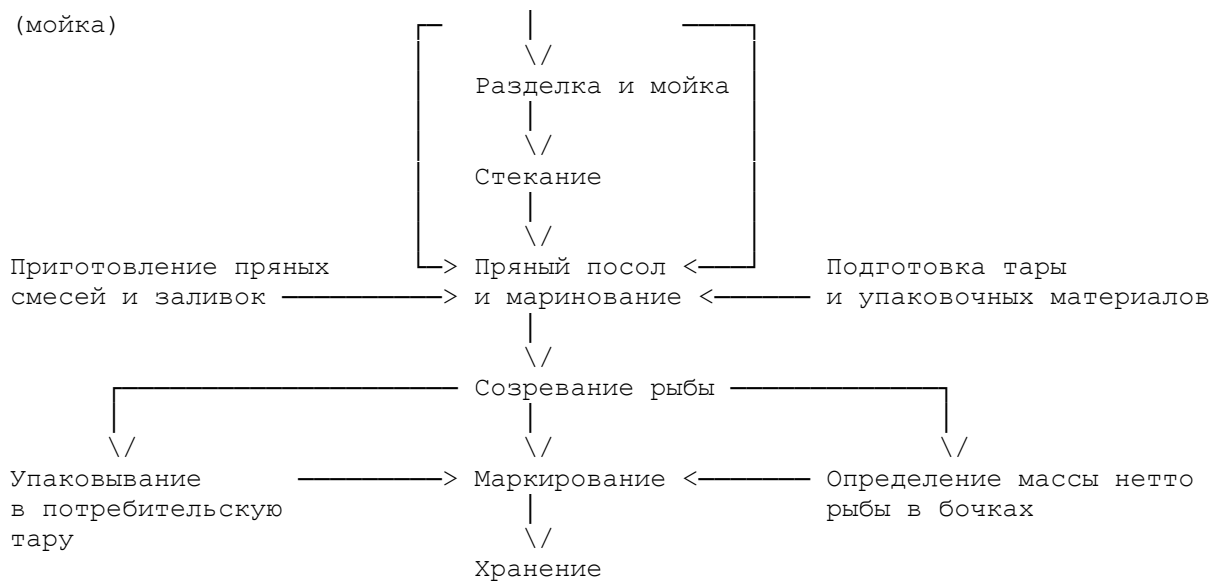 (мойка)
Разделка и мойка
Стекание
Приготовление пряных Пряный посол Подготовка тары
смесей и заливок и маринование и упаковочных материалов
Созревание рыбы
Упаковывание Маркирование Определение массы нетто
в потребительскую рыбы в бочках
тару
Хранение